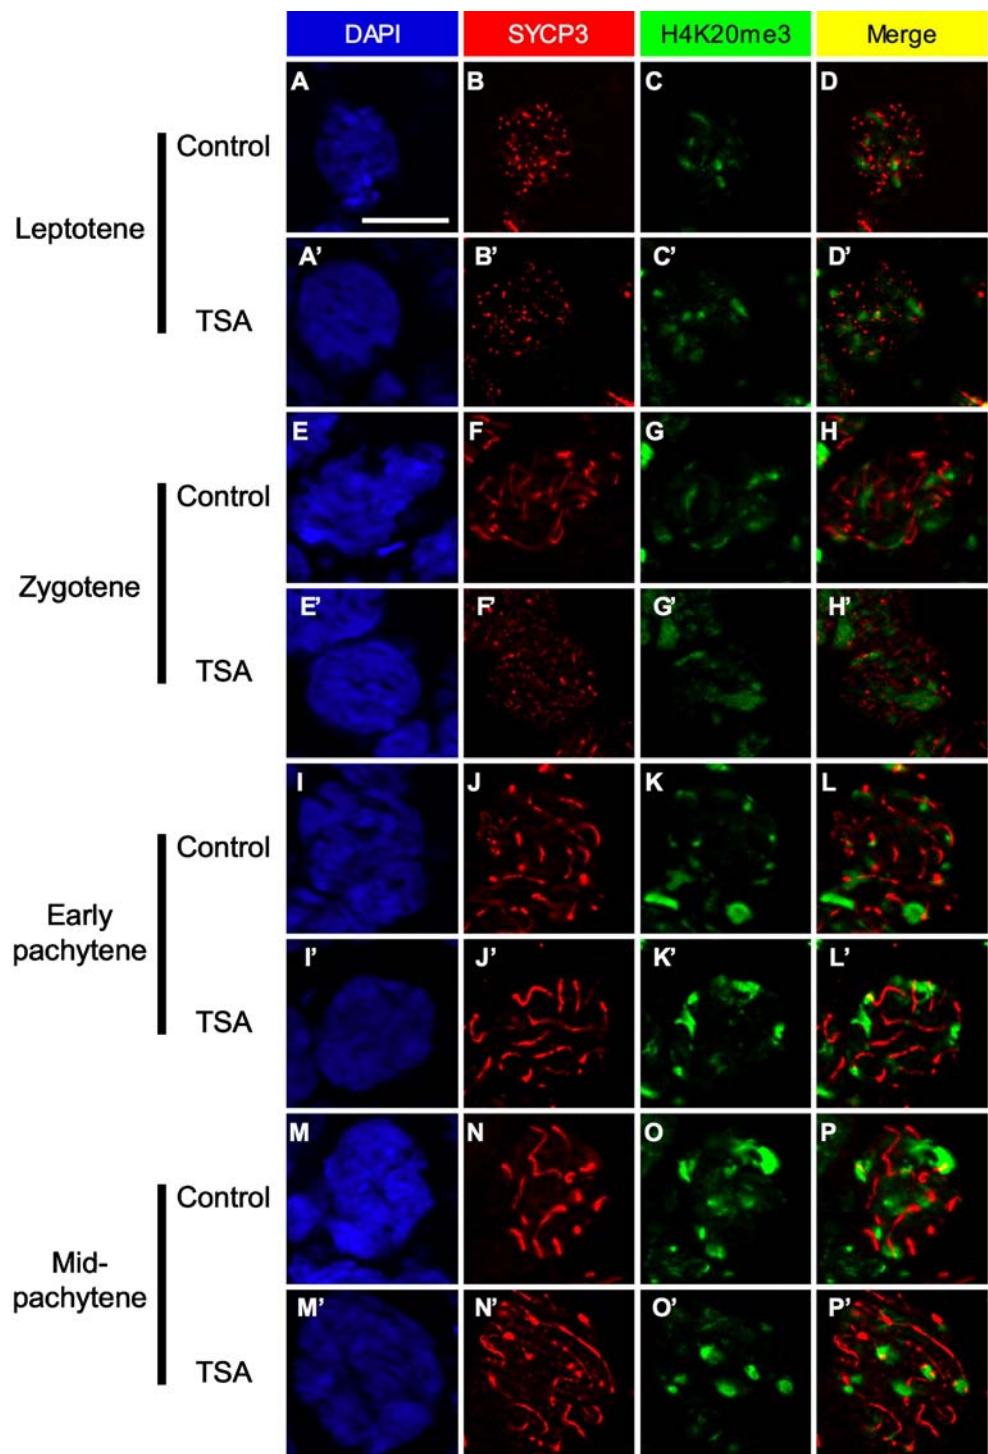 DAPI SYCP3 H4K20me3 Merge
A B C D
Control
Leptotene
A’ B’ C’ D’
TSA
E F G H
Control
Zygotene
E’ F’ G’ H’
TSA
I J K L
Control
Early
pachytene
I’ J’ K’ L’
TSA
M N O P
Control
Mid-
pachytene
M’ N’ O’ P’
TSA